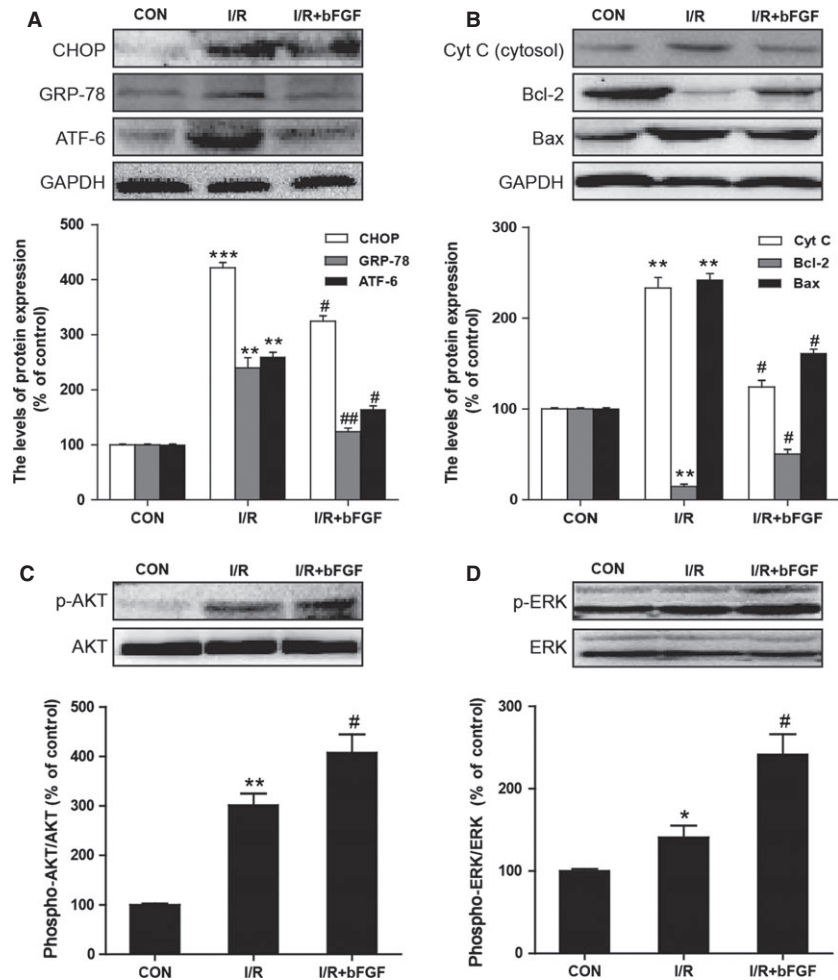 A
CON I/R I/R+bFGF
CHOP
GRP-78
ATF-6
GAPDH
The levels of protein expression
(% of control)
500
400
300
200
100
0
CHOP
GRP-78
ATF-6
***
**
**
#
##
#
CON I/R I/R+bFGF
B
CON I/R I/R+bFGF
Cyt C (cytosol)
Bcl-2
Bax
GAPDH
The levels of protein expression
(% of control)
300
200
100
0
Cyt C
Bcl-2
Bax
**
**
**
#
#
#
CON I/R I/R+bFGF
C
CON I/R I/R+bFGF
p-AKT
AKT
Phospho-AKT/AKT (% of control)
500
400
300
200
100
0
**
#
CON I/R I/R+bFGF
D
CON I/R I/R+bFGF
p-ERK
ERK
Phospho-ERK/ERK (% of control)
300
200
100
0
*
#
CON I/R I/R+bFGF